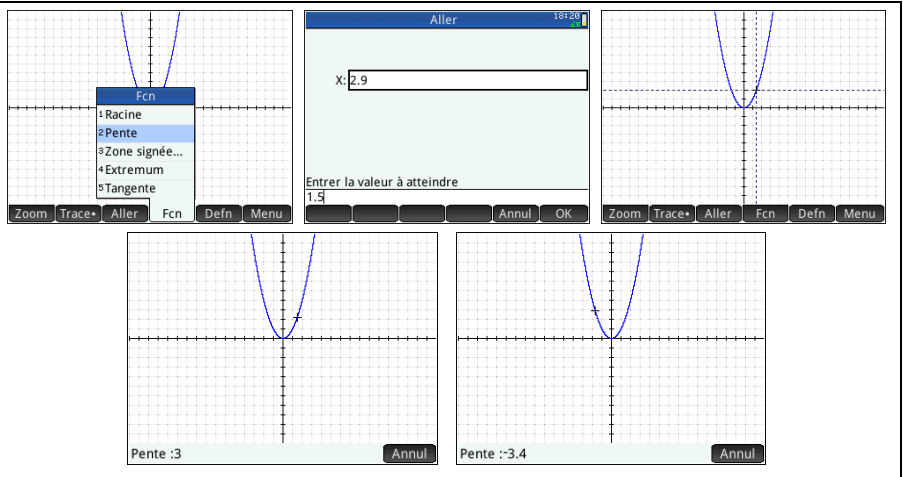 Fcn
1 Racine
2 Pente
3 Zone signée...
4 Extremum
5 Tangente
Zoom Trace• Aller Fcn Defn Menu
Aller 18:20
X: 2.9
Entrer la valeur à atteindre
1.5
Annul OK
Zoom Trace• Aller Fcn Defn Menu
Pente :3 Annul
Pente :-3.4 Annul